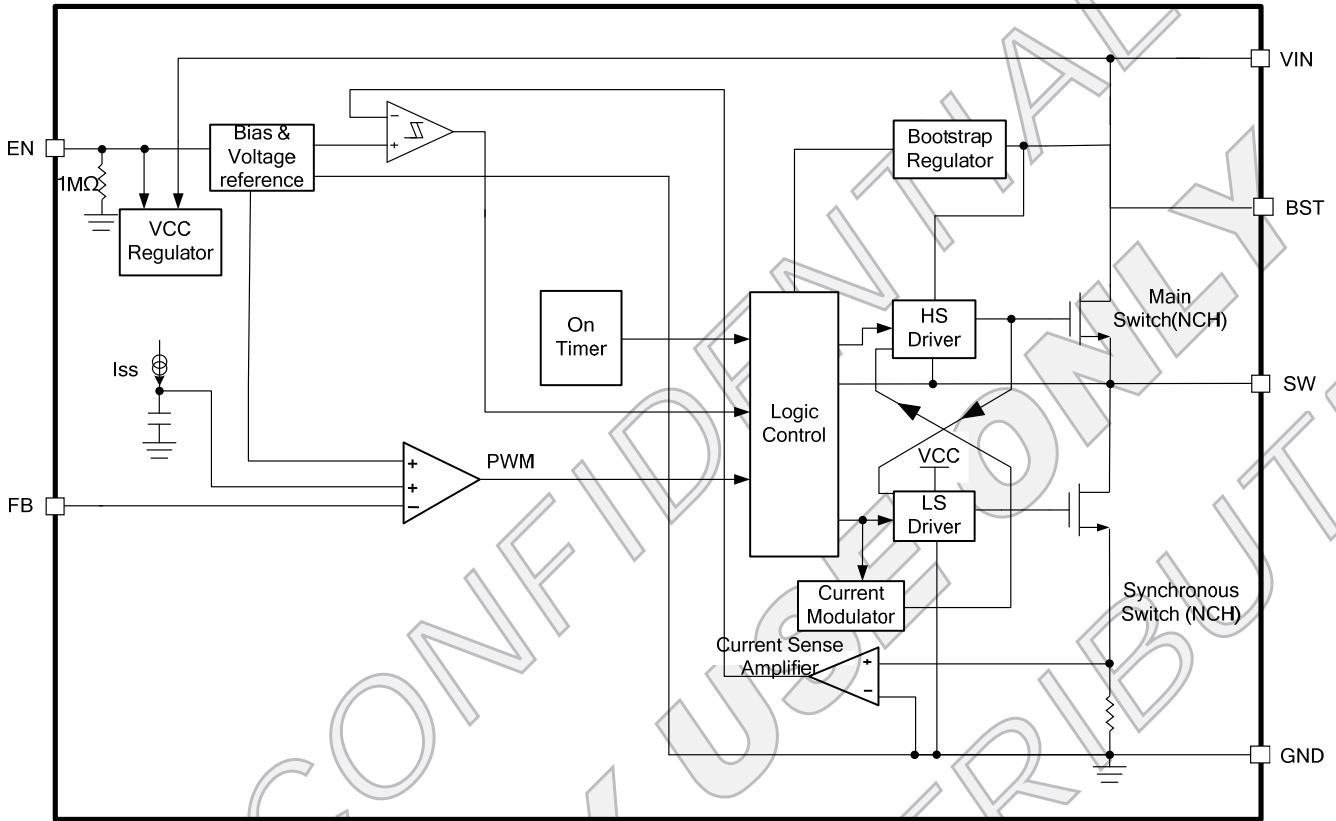 VIN
EN
Bias &
Voltage
reference
Bootstrap
Regulator
1MΩ
VCC
Regulator
BST
On
Timer
HS
Driver
Main
Switch(NCH)
Iss
SW
Logic
Control
VCC
PWM
FB
LS
Driver
Current
Modulator
Synchronous
Switch (NCH)
Current Sense
Amplifier
GND
+
-
+
+
-
+
-
CONFIDENTIAL
USE ONLY